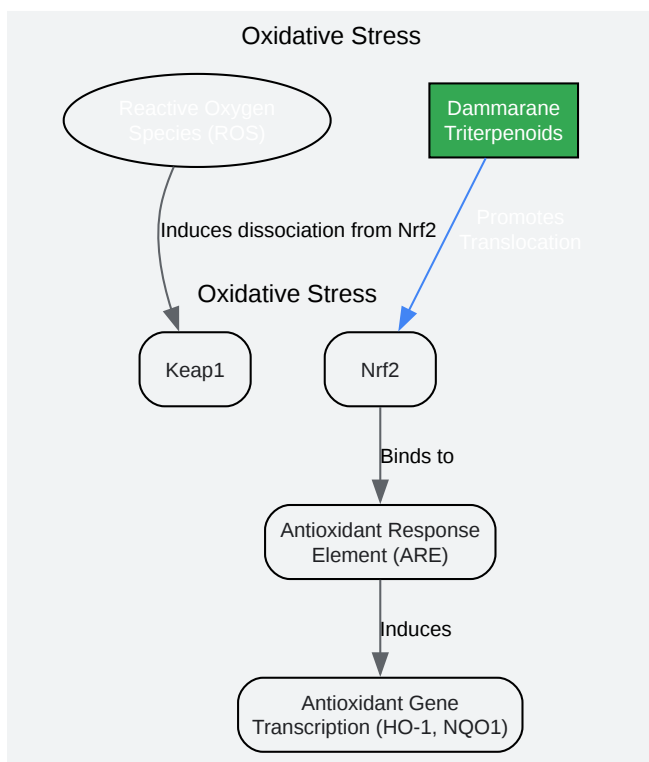 Oxidative Stress
Reactive Oxygen
Species (ROS)
Dammarane
Triterpenoids
Induces dissociation from Nrf2
Promotes
Translocation
Oxidative Stress
Keap1
Nrf2
Binds to
Antioxidant Response
Element (ARE)
Induces
Antioxidant Gene
Transcription (HO-1, NQO1)